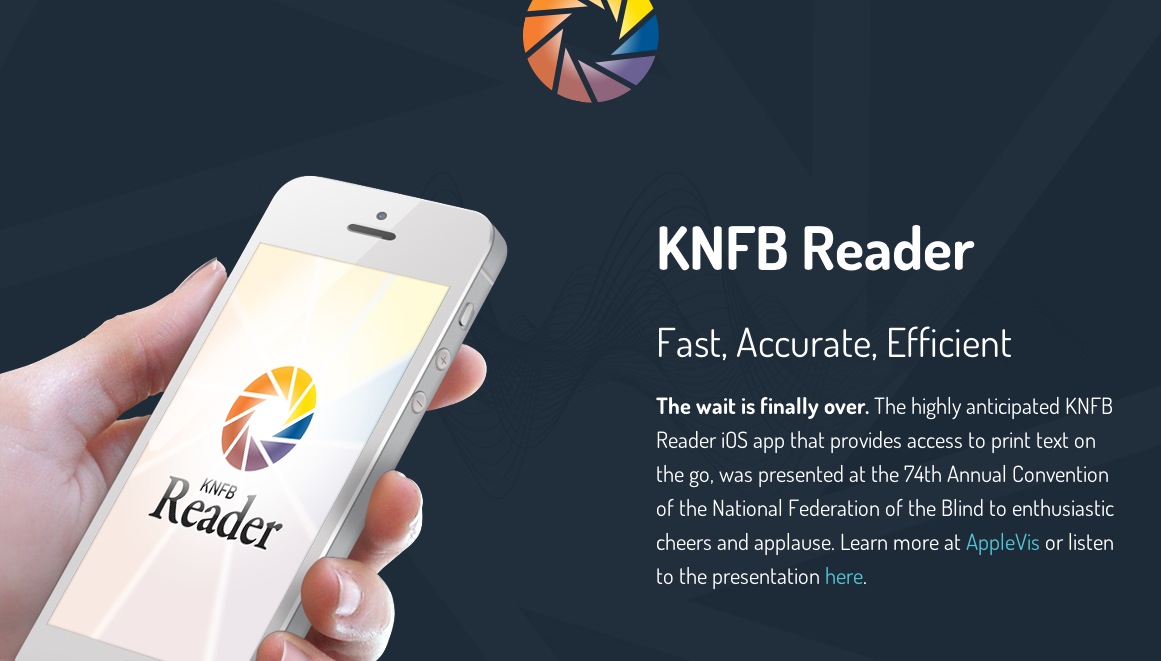 KNFB Reader
Fast, Accurate, Efficient
The wait is finally over. The highly anticipated KNFB
Reader iOS app that provides access to print text on
the go, was presented at the 74th Annual Convention
of the National Federation of the Blind to enthusiastic
cheers and applause. Learn more at AppleVis or listen
to the presentation here.
KNFB
Reader